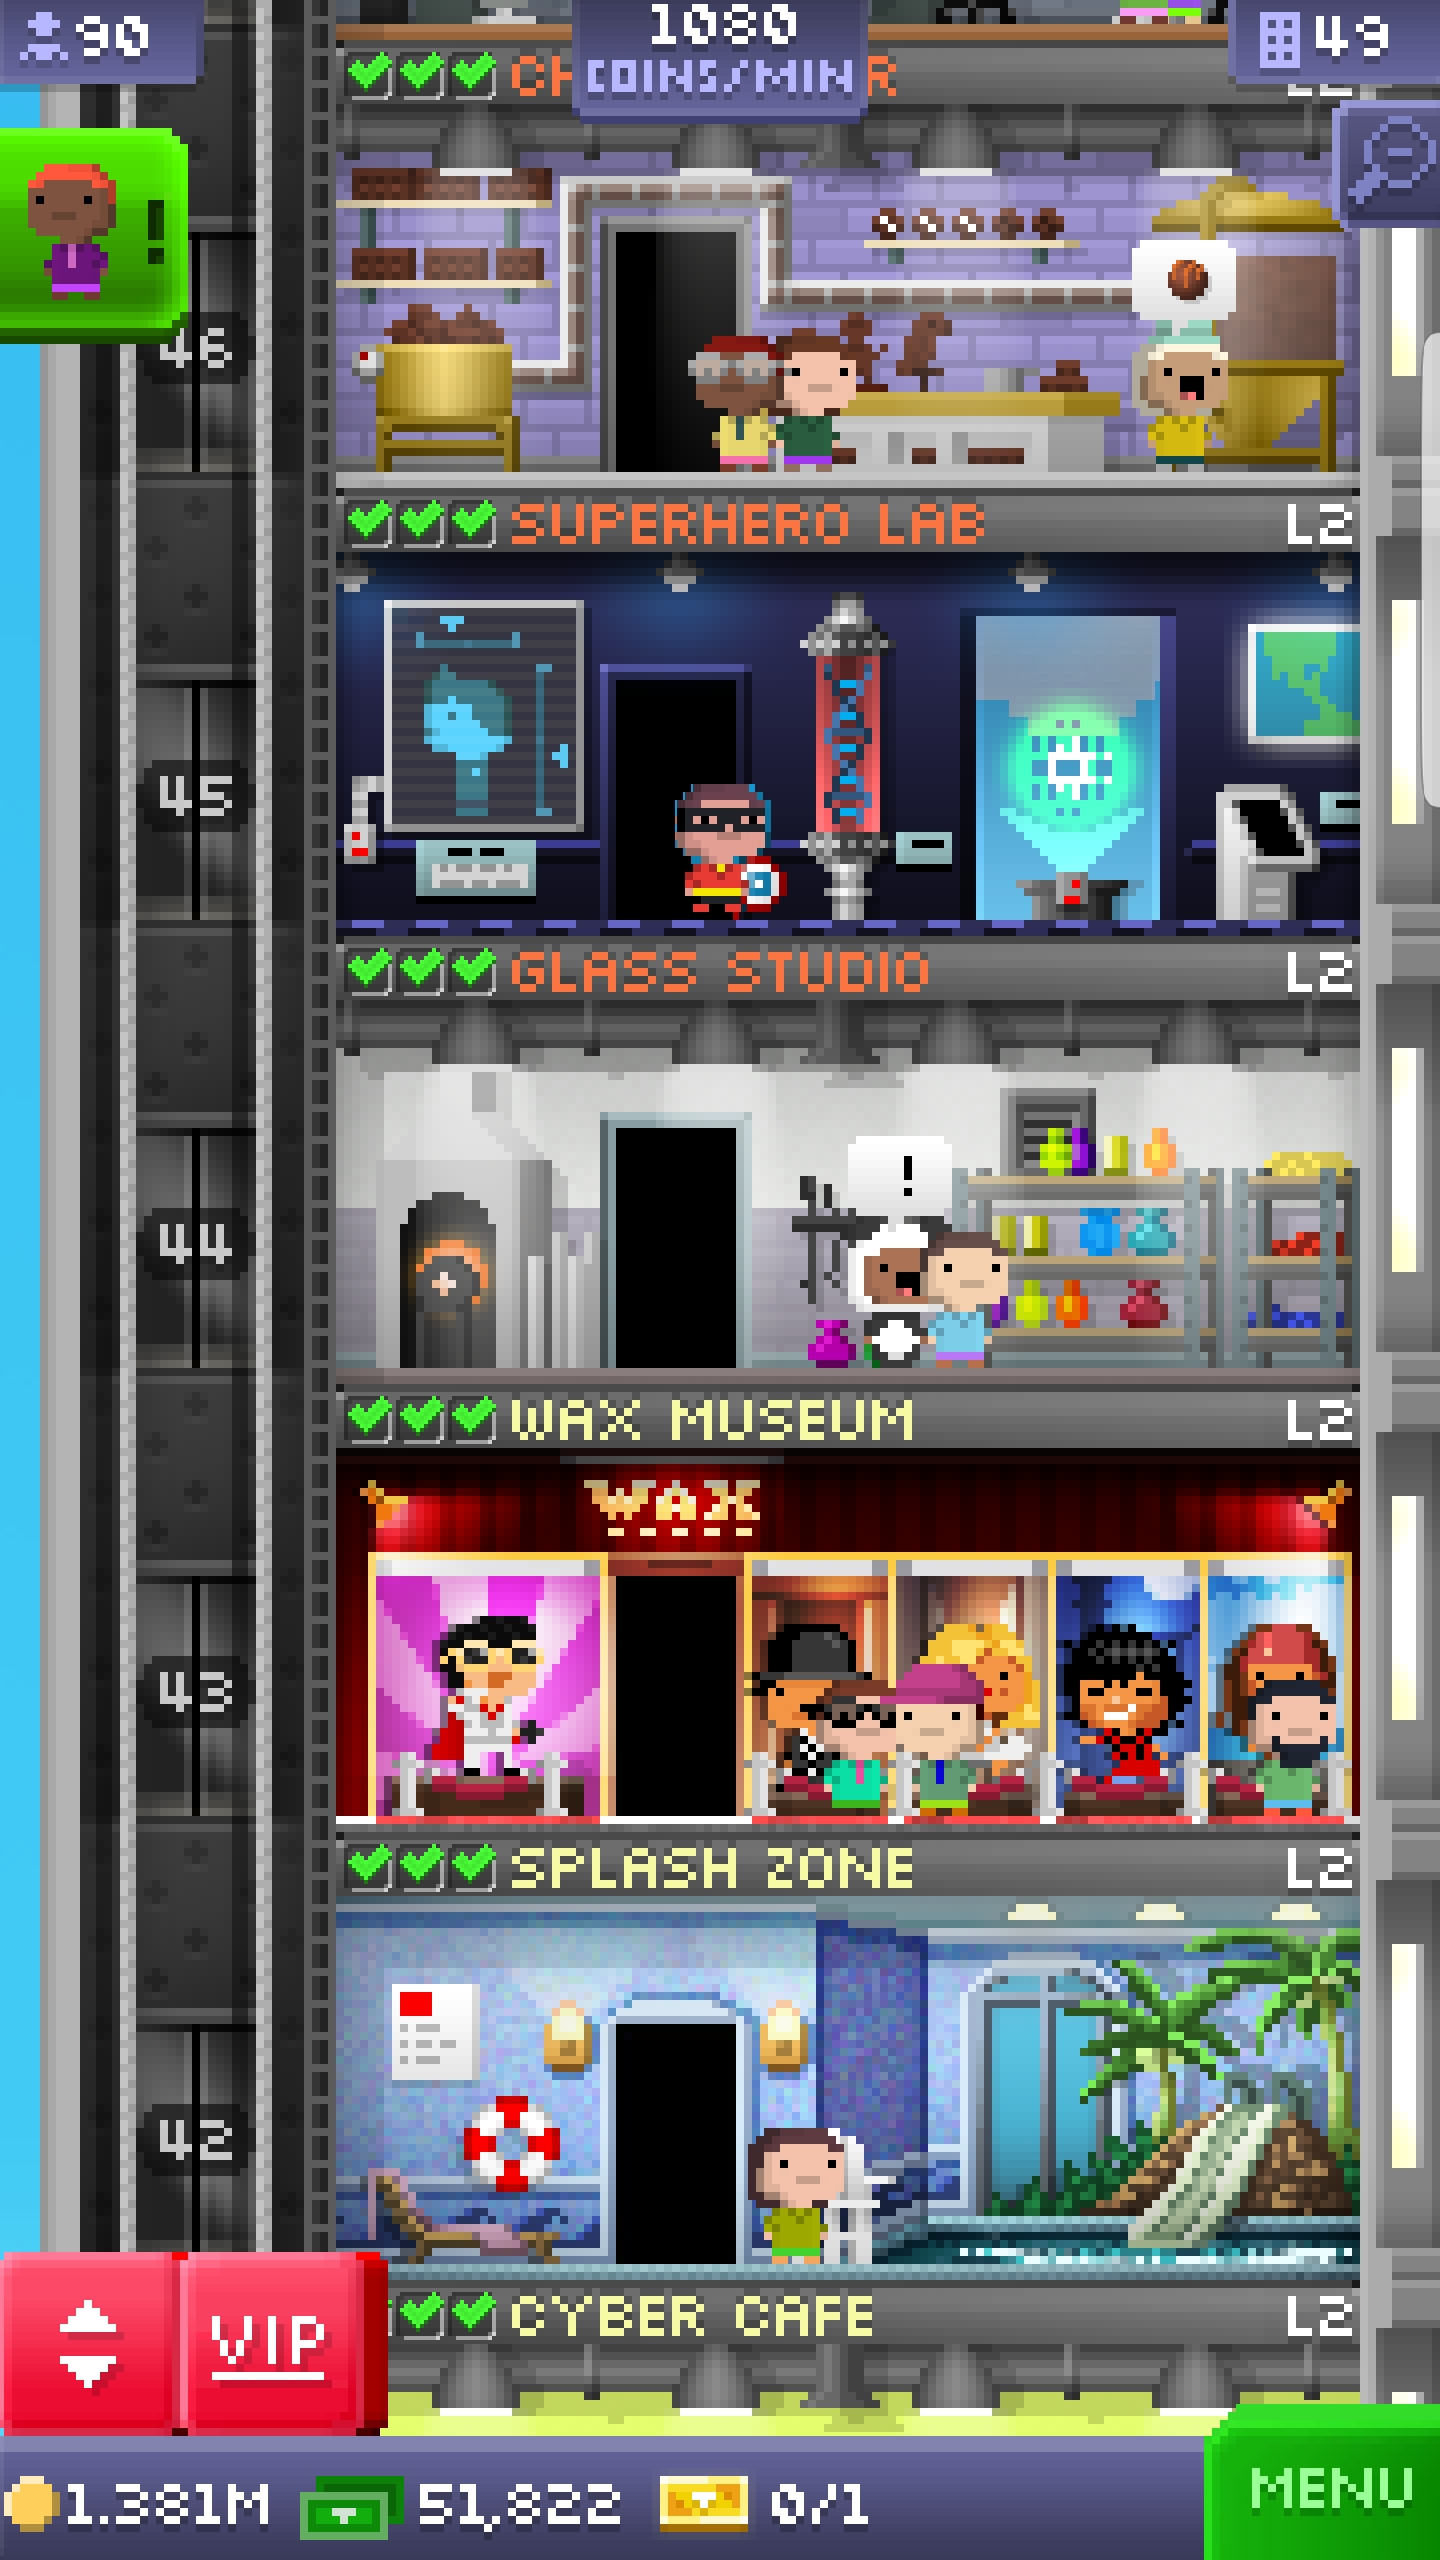 90
1080
COINS/MIN
49
CH R
!
46
SUPERHERO LAB L2
45
GLASS STUDIO L2
!
44
WAX MUSEUM L2
WAX
43
SPLASH ZONE L2
42
VIP
CYBER CAFE L2
1.381M 51,822 0/1
MENU